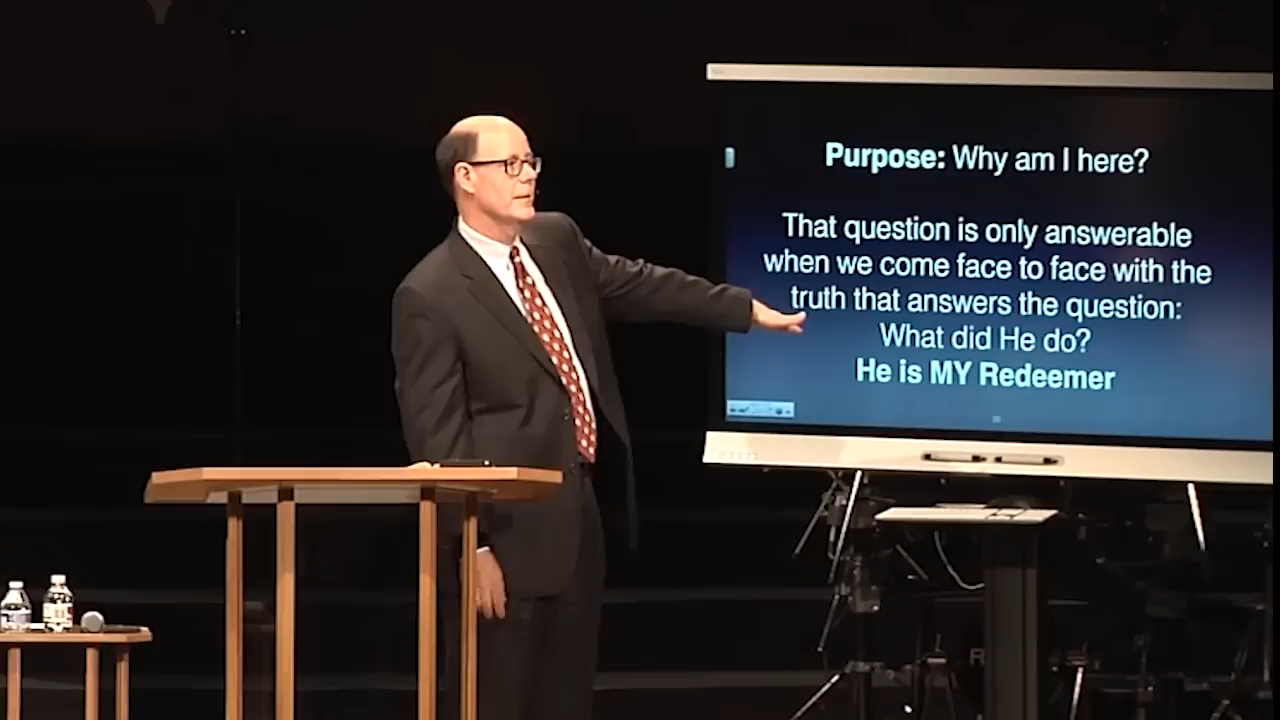 Purpose: Why am I here?
That question is only answerable
when we come face to face with the
truth that answers the question:
What did He do?
He is MY Redeemer
R